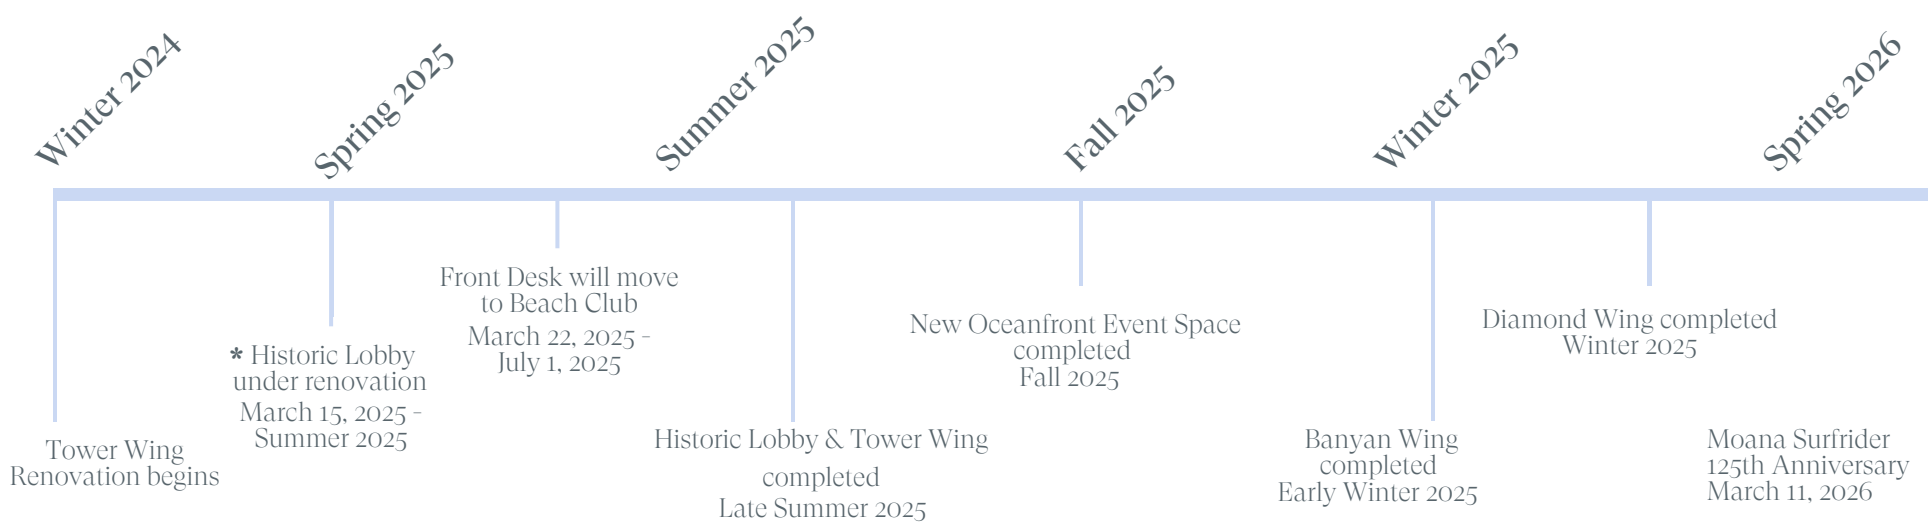 Winter 2024
Spring 2025
Summer 2025
Fall 2025
Winter 2025
Spring 2026
Tower Wing
Renovation begins
* Historic Lobby
under renovation
March 15, 2025 -
Summer 2025
Front Desk will move
to Beach Club
March 22, 2025 -
July 1, 2025
Historic Lobby & Tower Wing
completed
Late Summer 2025
New Oceanfront Event Space
completed
Fall 2025
Banyan Wing
completed
Early Winter 2025
Diamond Wing completed
Winter 2025
Moana Surfrider
125th Anniversary
March 11, 2026